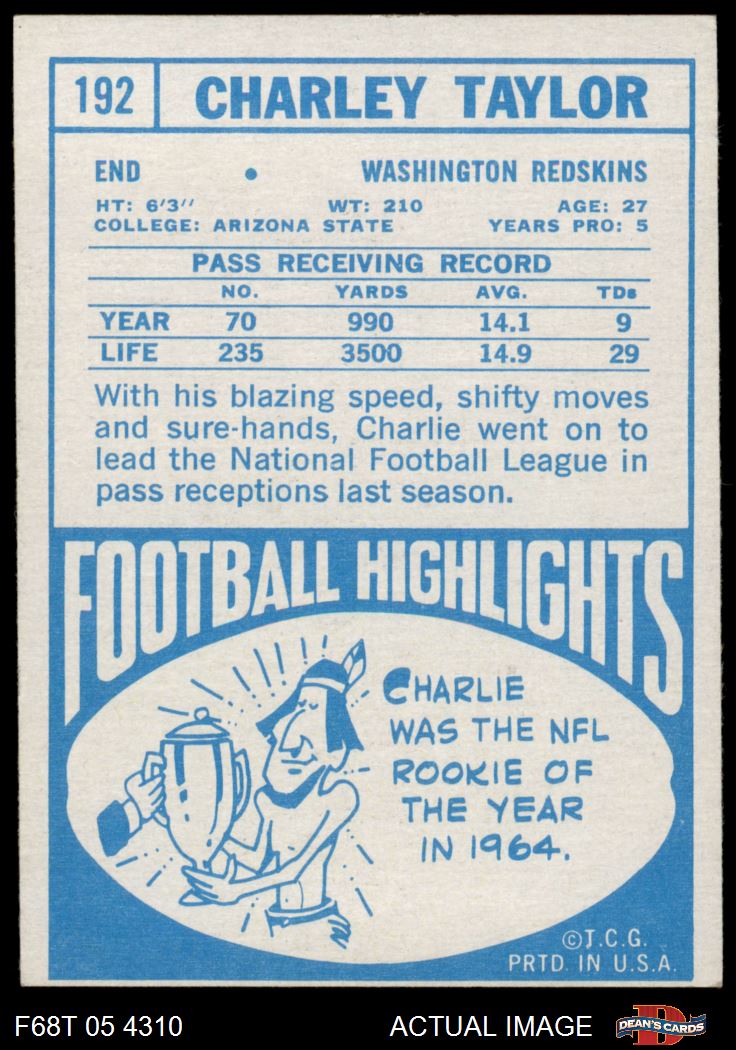 192 CHARLEY TAYLOR
END • WASHINGTON REDSKINS
HT: 6'3" WT: 210 AGE: 27
COLLEGE: ARIZONA STATE YEARS PRO: 5
PASS RECEIVING RECORD
NO. YARDS AVG. TDs
YEAR 70 990 14.1 9
LIFE 235 3500 14.9 29
With his blazing speed, shifty moves
and sure-hands, Charlie went on to
lead the National Football League in
pass receptions last season.
FOOTBALL HIGHLIGHTS
CHARLIE
WAS THE NFL
ROOKIE OF
THE YEAR
IN 1964.
©T.C.G.
PRTD. IN U.S.A.
F68T 05 4310 ACTUAL IMAGE D DEAN'S CARDS